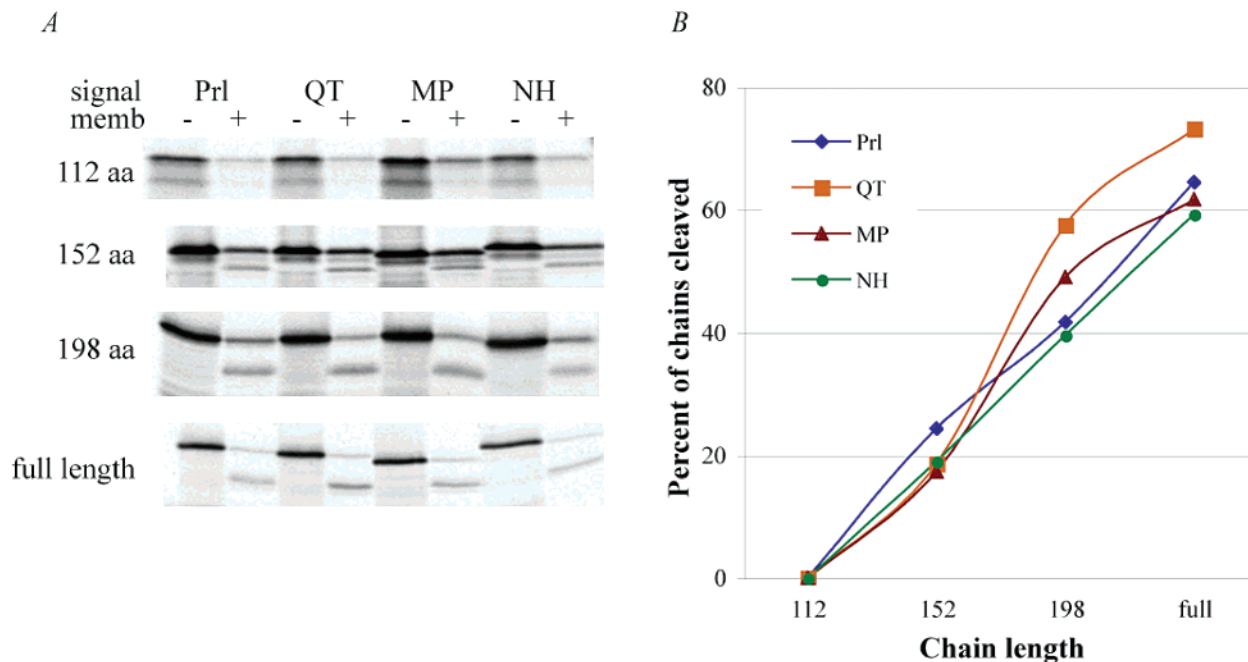 A
signal Prl QT MP NH
memb - + - + - + - +
112 aa
152 aa
198 aa
full length
B
Percent of chains cleaved
80
60
40
20
0
Prl
QT
MP
NH
112 152 198 full
Chain length